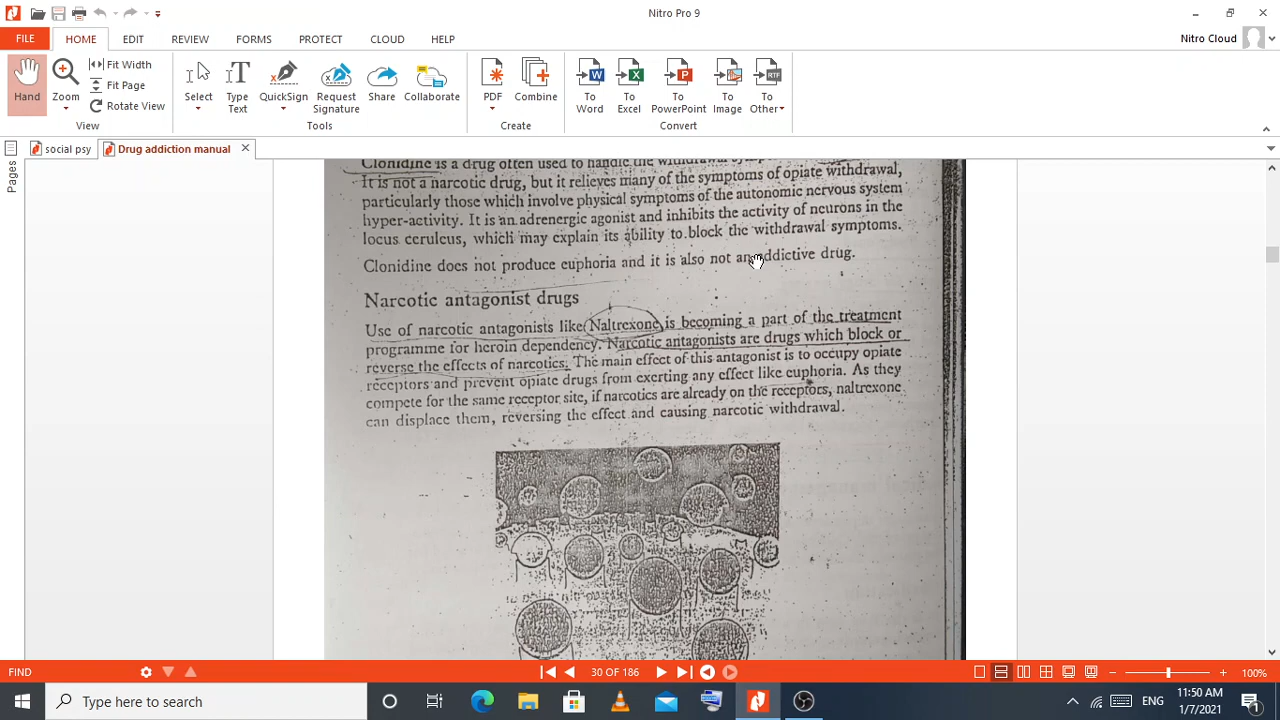 Nitro Pro 9
FILE HOME EDIT REVIEW FORMS PROTECT CLOUD HELP Nitro Cloud
Hand Zoom Fit Width Fit Page Rotate View
View
Select Type Text QuickSign Request Signature Share Collaborate
Tools
PDF Combine
Create
To Word To Excel To PowerPoint To Image To Other
Convert
social psy Drug addiction manual
Pages
Clonidine is a drug often used to handle the withdrawal
It is not a narcotic drug, but it relieves many of the symptoms of opiate withdrawal,
particularly those which involve physical symptoms of the autonomic nervous system
hyper-activity. It is an adrenergic agonist and inhibits the activity of neurons in the
locus ceruleus, which may explain its ability to block the withdrawal symptoms.
Clonidine does not produce euphoria and it is also not an addictive drug.
Narcotic antagonist drugs
Use of narcotic antagonists like Naltrexone is becoming a part of the treatment
programme for heroin dependency. Narcotic antagonists are drugs which block or
reverse the effects of narcotics. The main effect of this antagonist is to occupy opiate
receptors and prevent opiate drugs from exerting any effect like euphoria. As they
compete for the same receptor site, if narcotics are already on the receptors, naltrexone
can displace them, reversing the effect and causing narcotic withdrawal.
FIND 30 OF 186 100%
Type here to search
ENG
11:50 AM
1/7/2021
1